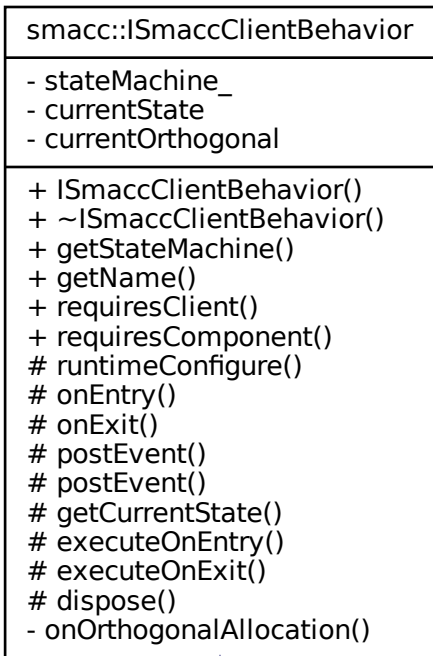 smacc::ISmaccClientBehavior
- stateMachine_
- currentState
- currentOrthogonal
+ ISmaccClientBehavior()
+ ~ISmaccClientBehavior()
+ getStateMachine()
+ getName()
+ requiresClient()
+ requiresComponent()
# runtimeConfigure()
# onEntry()
# onExit()
# postEvent()
# postEvent()
# getCurrentState()
# executeOnEntry()
# executeOnExit()
# dispose()
- onOrthogonalAllocation()